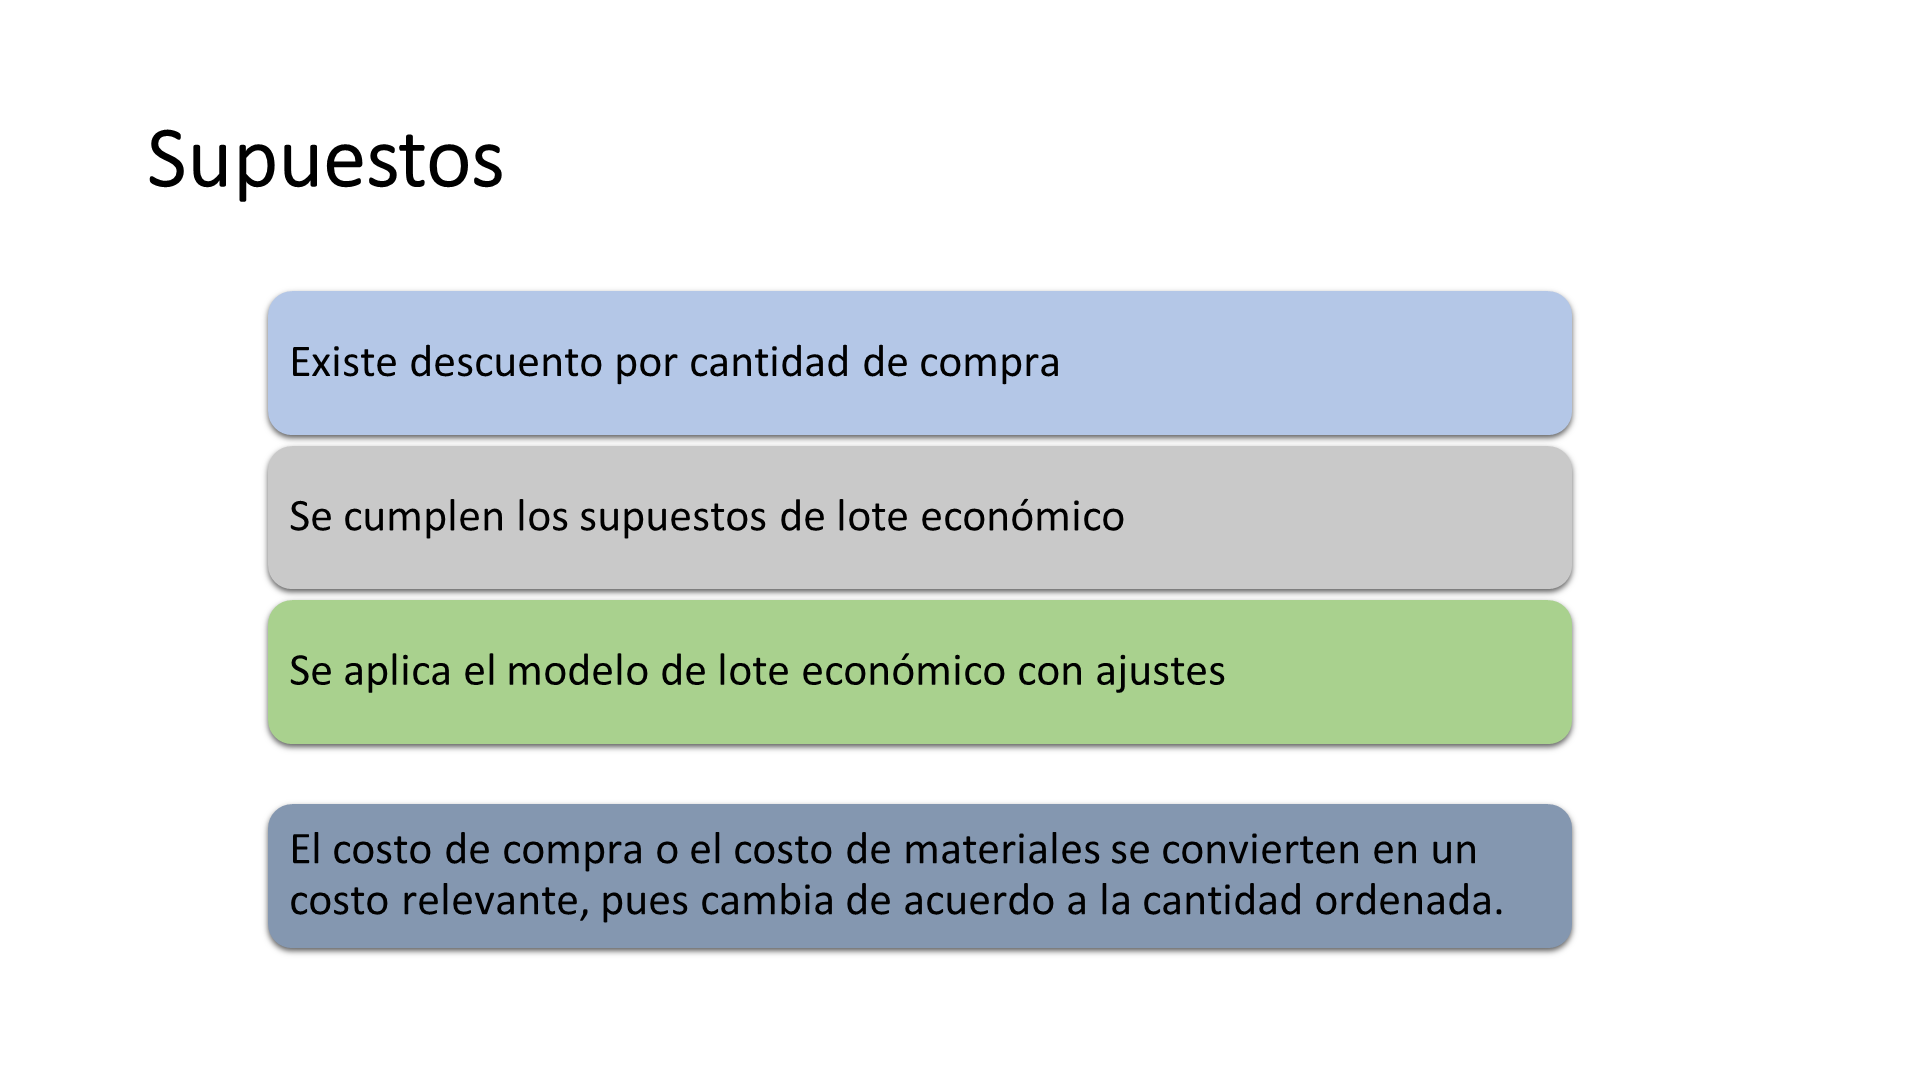 Supuestos
Existe descuento por cantidad de compra
Se cumplen los supuestos de lote económico
Se aplica el modelo de lote económico con ajustes
El costo de compra o el costo de materiales se convierten en un
costo relevante, pues cambia de acuerdo a la cantidad ordenada.